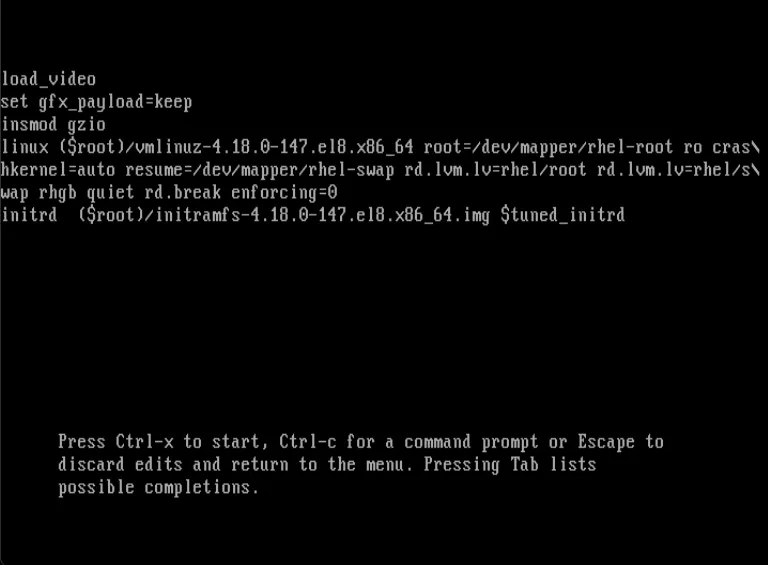 load_video
set gfx_payload=keep
insmod gzio
linux ($root)/vmlinuz-4.18.0-147.el8.x86_64 root=/dev/mapper/rhel-root ro cras\
hkernel=auto resume=/dev/mapper/rhel-swap rd.lvm.lv=rhel/root rd.lvm.lv=rhel/s\
wap rhgb quiet rd.break enforcing=0
initrd  ($root)/initramfs-4.18.0-147.el8.x86_64.img $tuned_initrd
Press Ctrl-x to start, Ctrl-c for a command prompt or Escape to
discard edits and return to the menu. Pressing Tab lists
possible completions.